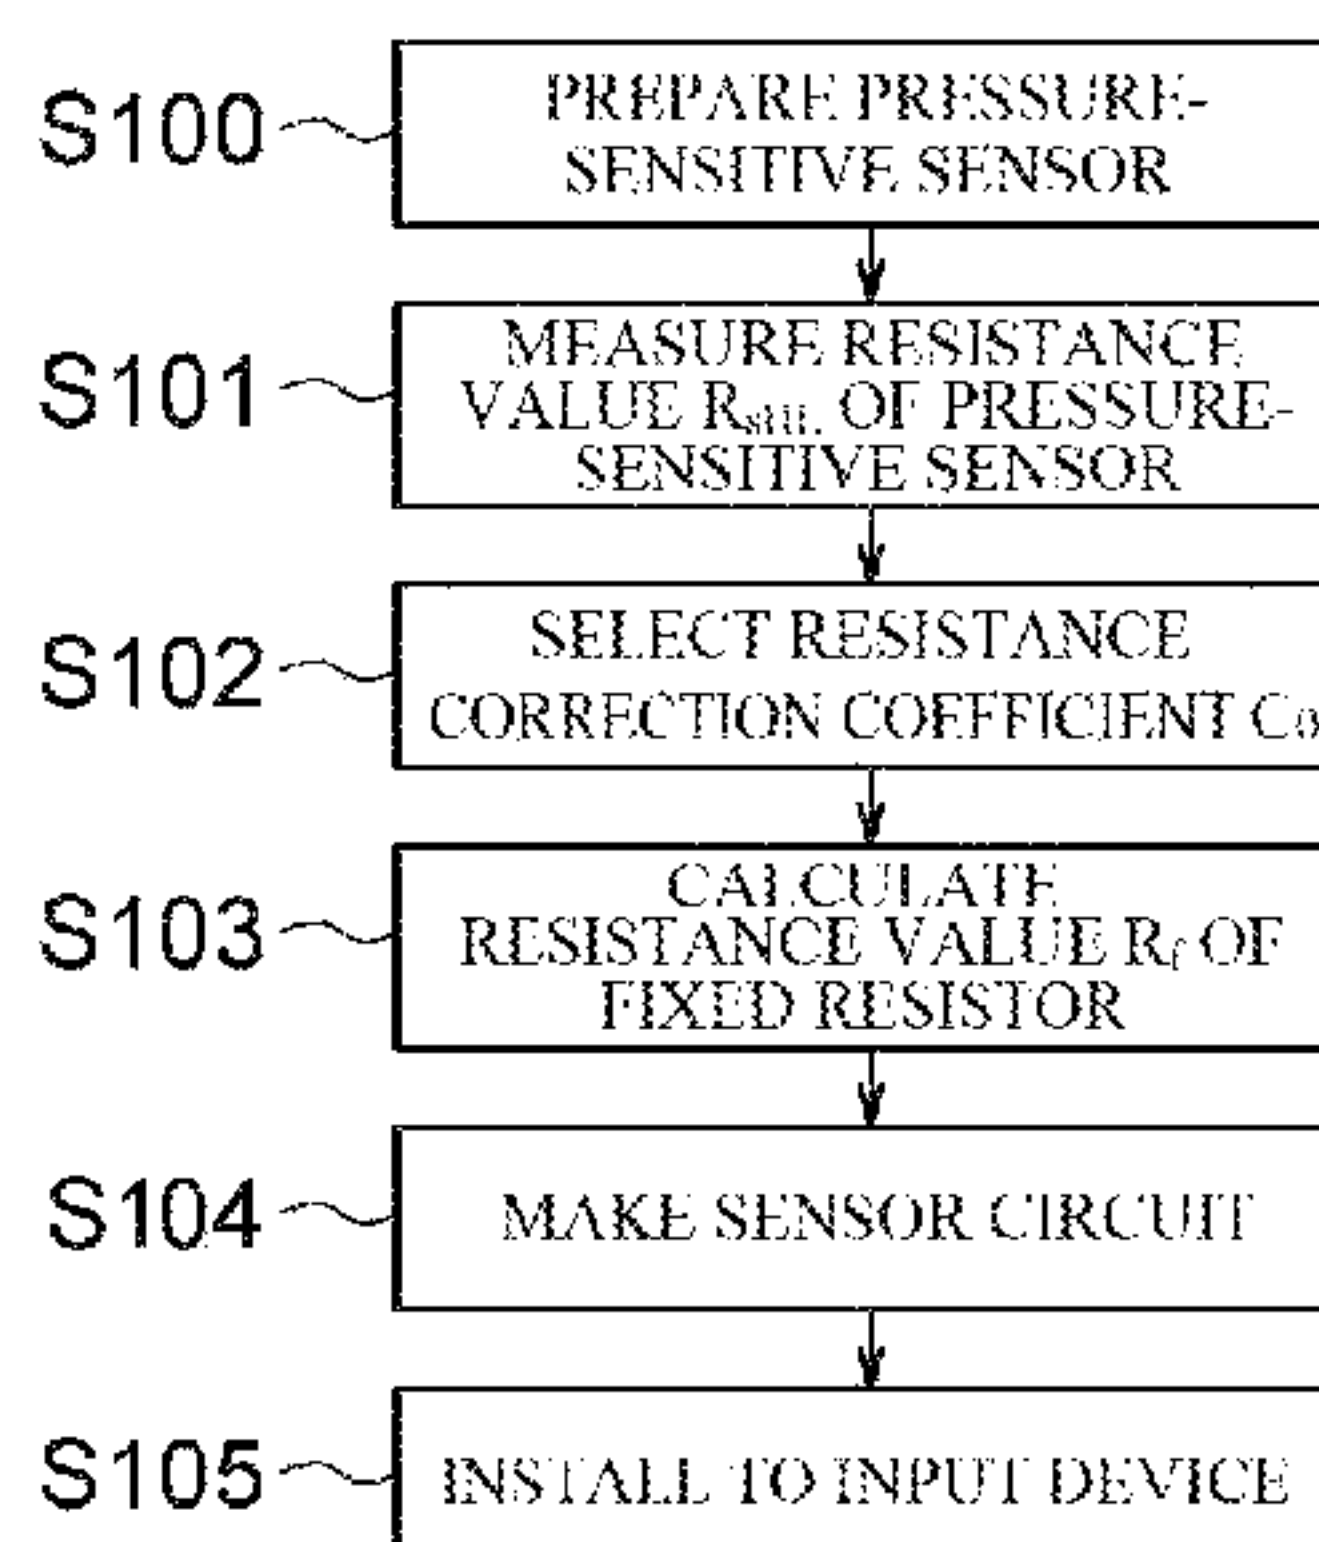 S100
PREPARE PRESSURE-
SENSITIVE SENSOR
S101
MEASURE RESISTANCE
VALUE OF PRESSURE-
SENSITIVE SENSOR
S102
SELECT RESISTANCE
CORRECTION COEFFICIENT C0
S103
CALCULATE
RESISTANCE VALUE Rf OF
FIXED RESISTOR
S104
MAKE SENSOR CIRCUIT
S105
INSTALL TO INPUT DEVICE